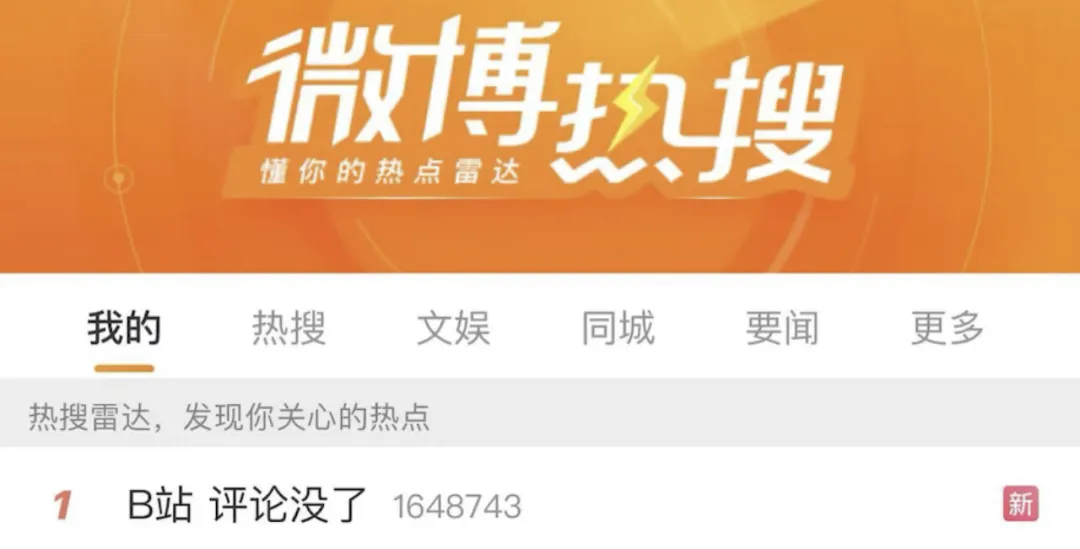 微博热搜
懂你的热点雷达
我的 热搜 文娱 同城 要闻 更多
热搜雷达，发现你关心的热点
1 B站 评论没了 1648743 新